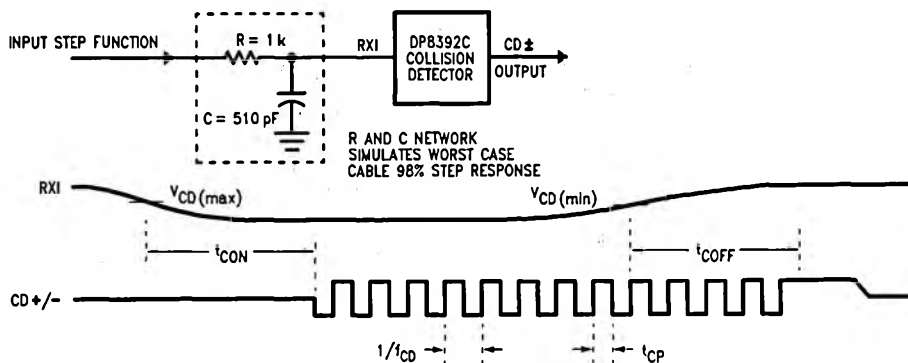 INPUT STEP FUNCTION
R = 1k
C = 510 pF
RXI
DP8392C
COLLISION
DETECTOR
CD ±
OUTPUT
R AND C NETWORK
SIMULATES WORST CASE
CABLE 98% STEP RESPONSE
RXI
VCD(max)
VCD(min)
tCON
tCOFF
CD +/-
1/fCD
tCP